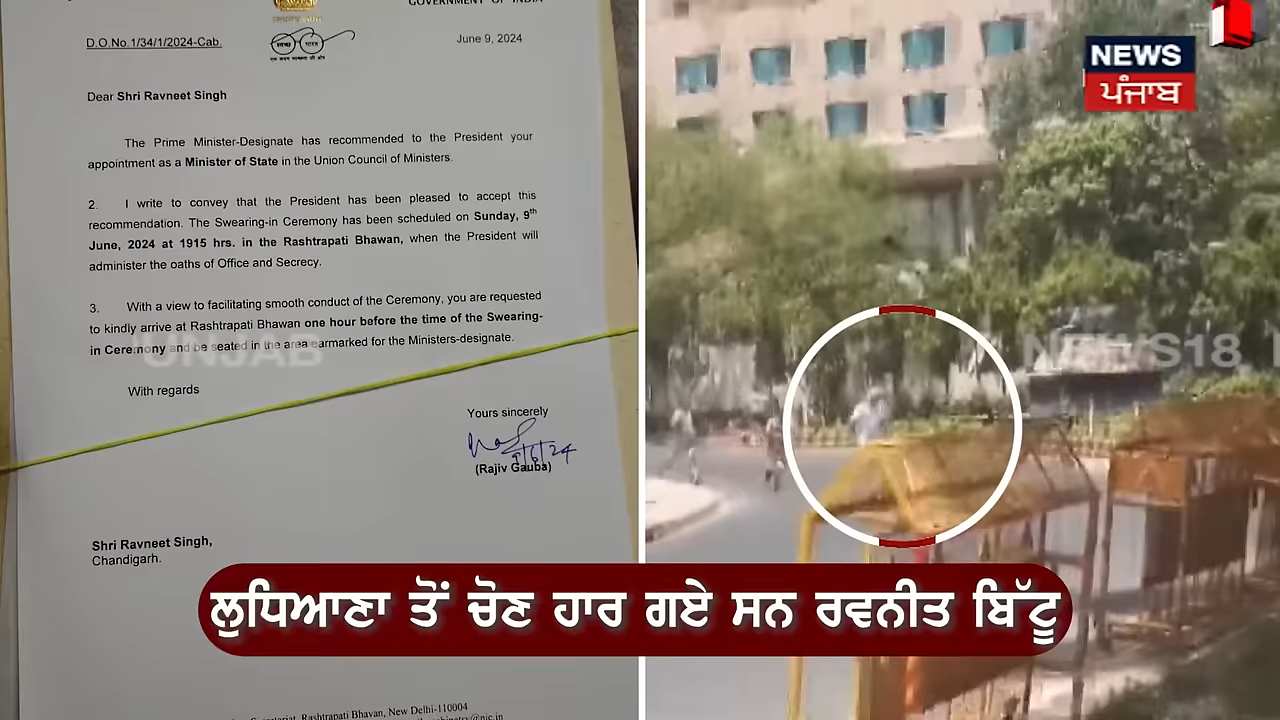 GOVERNMENT OF INDIA
D.O.No.1/34/1/2024-Cab.
June 9, 2024
Dear Shri Ravneet Singh
The Prime Minister-Designate has recommended to the President your
appointment as a Minister of State in the Union Council of Ministers.
2. I write to convey that the President has been pleased to accept this
recommendation. The Swearing-in Ceremony has been scheduled on Sunday, 9th
June, 2024 at 1915 hrs. in the Rashtrapati Bhawan, when the President will
administer the oaths of Office and Secrecy.
3. With a view to facilitating smooth conduct of the Ceremony, you are requested
to kindly arrive at Rashtrapati Bhawan one hour before the time of the Swearing-
in Ceremony and be seated in the area earmarked for the Ministers-designate.
With regards
Yours sincerely
9/6/24
(Rajiv Gauba)
Shri Ravneet Singh,
Chandigarh.
Rashtrapati Bhavan, New Delhi-110004
NEWS
ਪੰਜਾਬ
UNJAB
NEWS18
ਲੁਧਿਆਣਾ ਤੋਂ ਚੋਣ ਹਾਰ ਗਏ ਸਨ ਰਵਨੀਤ ਬਿੱਟੂ